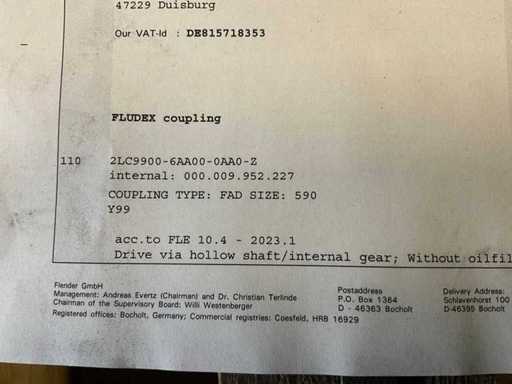 47229 Duisburg
Our VAT-Id : DE815718353
FLUDEX coupling
110 2LC9900-6AA00-0AA0-Z
internal: 000.009.952.227
COUPLING TYPE: FAD SIZE: 590
Y99
acc.to FLE 10.4 - 2023.1
Drive via hollow shaft/internal gear; Without oilfil
Flender GmbH
Management: Andreas Evertz (Chairman) and Dr. Christian Terlinde
Chairman of the Supervisory Board: Willi Westenberger
Registered offices: Bocholt, Germany; Commercial registries: Coesfeld, HRB 16929
Postaddress
P.O. Box 1364
D - 46363 Bocholt
Delivery Address:
Schlavenhorst 100
D-46395 Bocholt